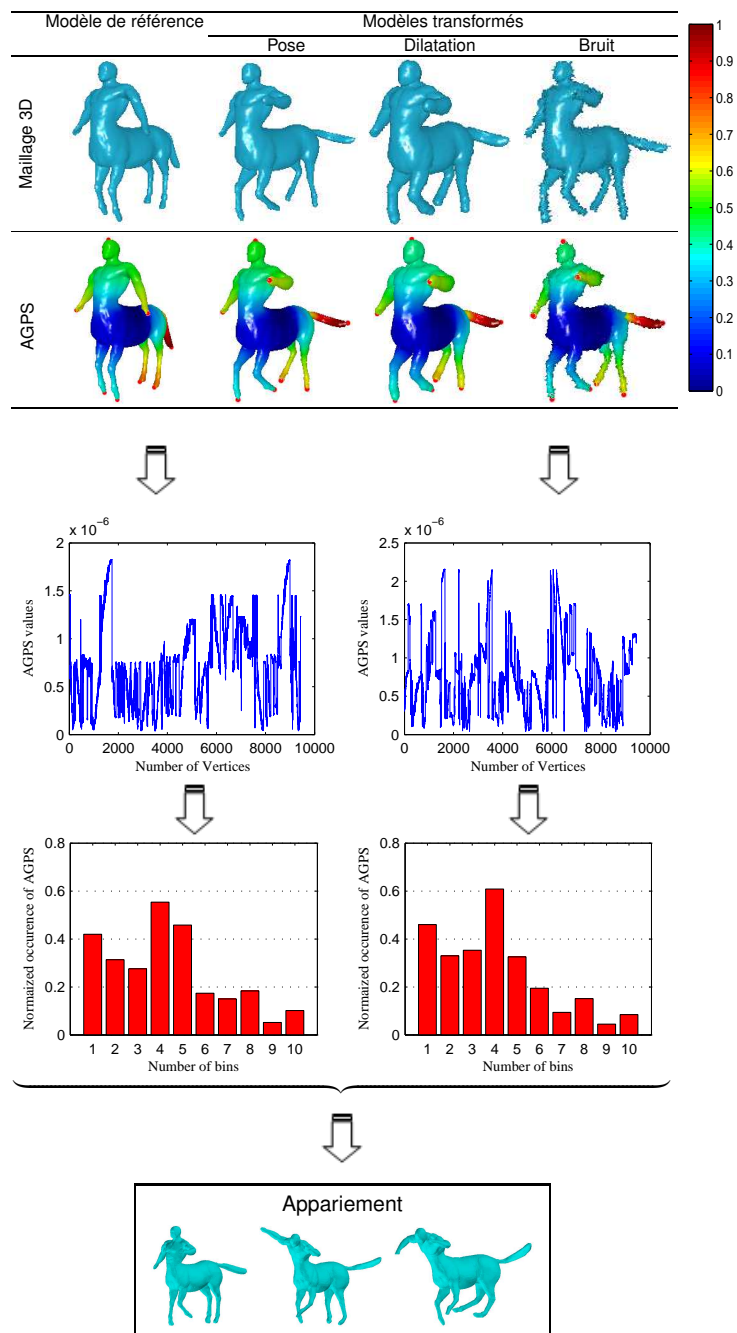 Modèle de référence Modèles transformés
Pose Dilatation Bruit
Maillage 3D
AGPS
1
0.9
0.8
0.7
0.6
0.5
0.4
0.3
0.2
0.1
0
x 10−6
2
1.5
1
0.5
0
AGPS values
0 2000 4000 6000 8000 10000
Number of Vertices
x 10−6
2.5
2
1.5
1
0.5
0
AGPS values
0 2000 4000 6000 8000 10000
Number of Vertices
0.8
0.6
0.4
0.2
0
Normaized occurence of AGPS
1 2 3 4 5 6 7 8 9 10
Number of bins
0.8
0.6
0.4
0.2
0
Normaized occurence of AGPS
1 2 3 4 5 6 7 8 9 10
Number of bins
Appariement